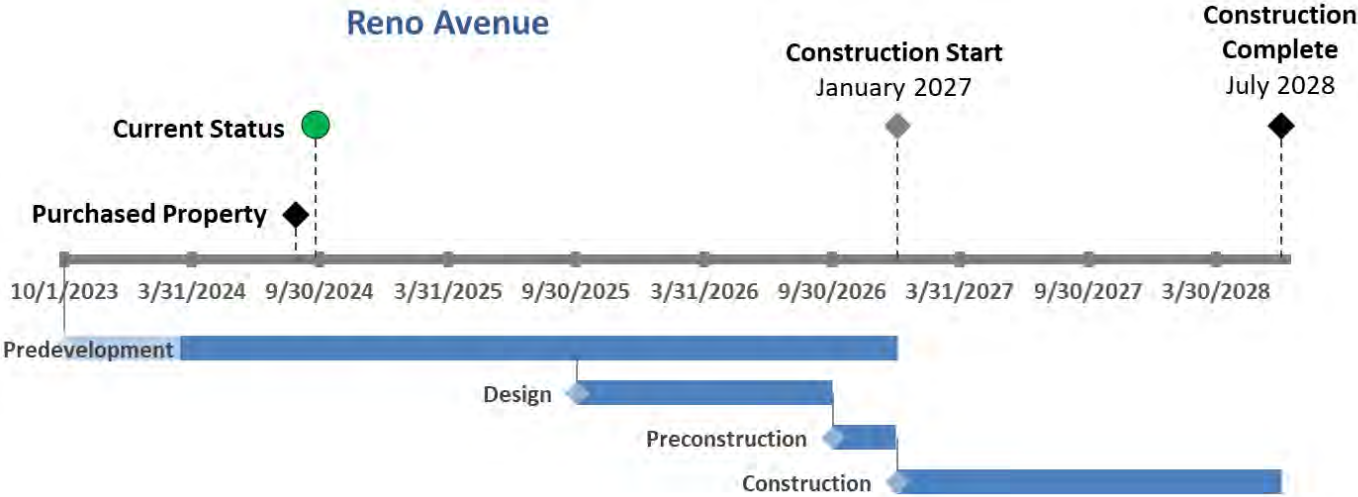 Reno Avenue
Construction
Complete
July 2028
Construction Start
January 2027
Current Status
Purchased Property
10/1/2023 3/31/2024 9/30/2024 3/31/2025 9/30/2025 3/31/2026 9/30/2026 3/31/2027 9/30/2027 3/30/2028
Predevelopment
Design
Preconstruction
Construction